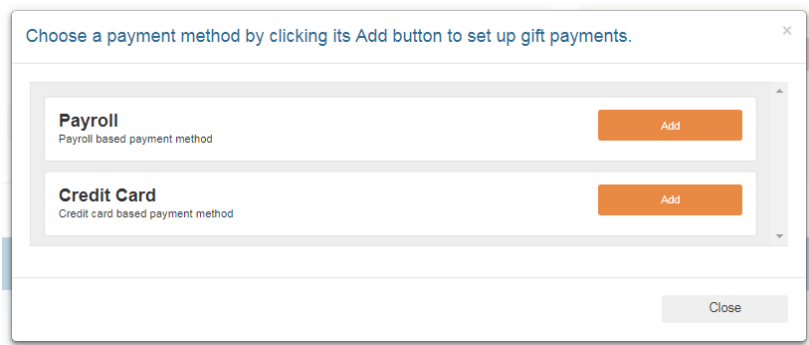 Choose a payment method by clicking its Add button to set up gift payments.
×
Payroll
Payroll based payment method
Add
Credit Card
Credit card based payment method
Add
Close